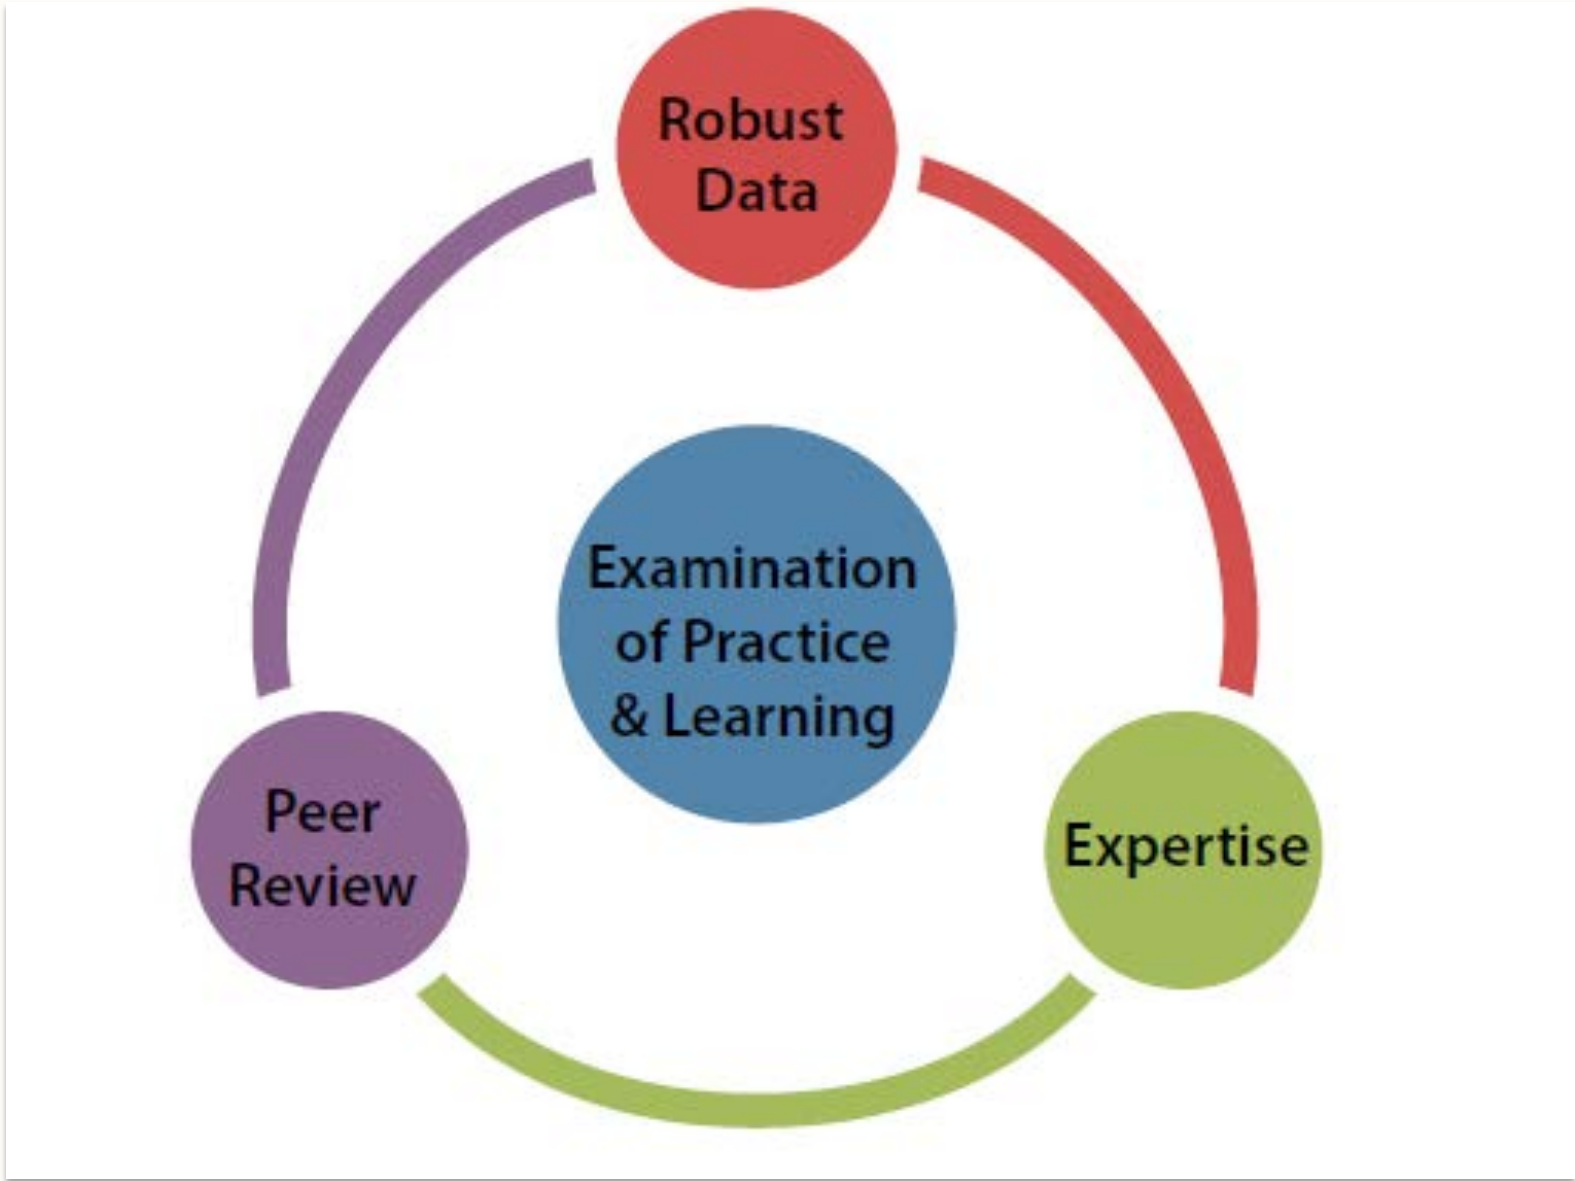 Robust
Data
Examination
of Practice
& Learning
Peer
Review
Expertise